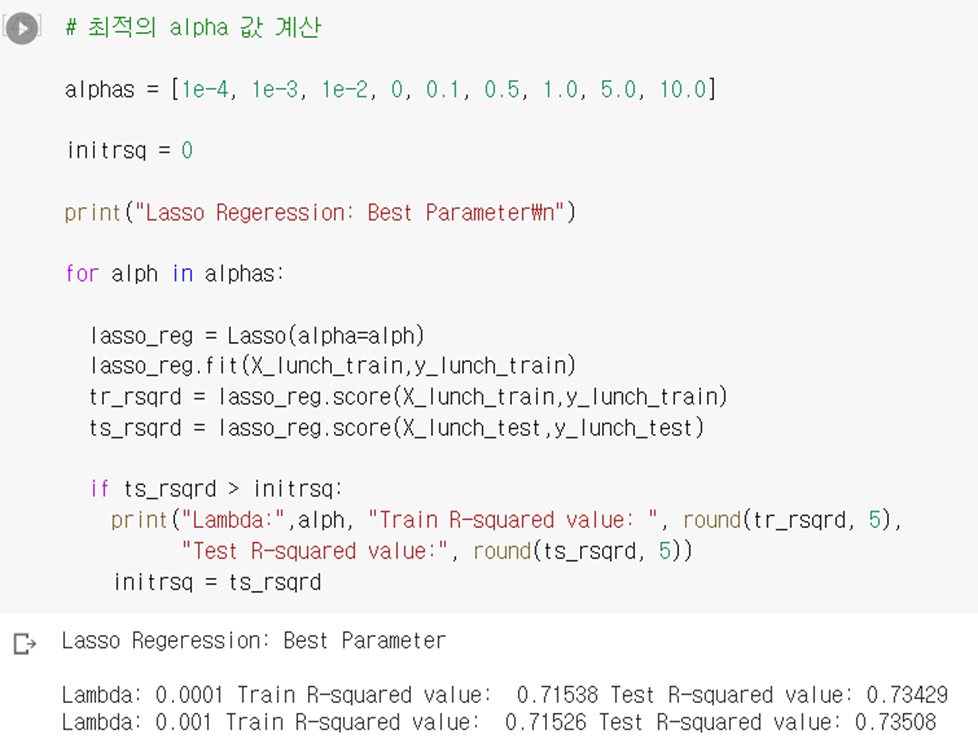 # 최적의 alpha 값 계산
alphas = [1e-4, 1e-3, 1e-2, 0, 0.1, 0.5, 1.0, 5.0, 10.0]
initrsq = 0
print("Lasso Regeression: Best Parameter₩n")
for alph in alphas:
lasso_reg = Lasso(alpha=alph)
lasso_reg.fit(X_lunch_train,y_lunch_train)
tr_rsqrd = lasso_reg.score(X_lunch_train,y_lunch_train)
ts_rsqrd = lasso_reg.score(X_lunch_test,y_lunch_test)
if ts_rsqrd > initrsq:
print("Lambda:",alph, "Train R-squared value: ", round(tr_rsqrd, 5),
"Test R-squared value:", round(ts_rsqrd, 5))
initrsq = ts_rsqrd
Lasso Regeression: Best Parameter
Lambda: 0.0001 Train R-squared value:  0.71538 Test R-squared value: 0.73429
Lambda: 0.001 Train R-squared value:  0.71526 Test R-squared value: 0.73508